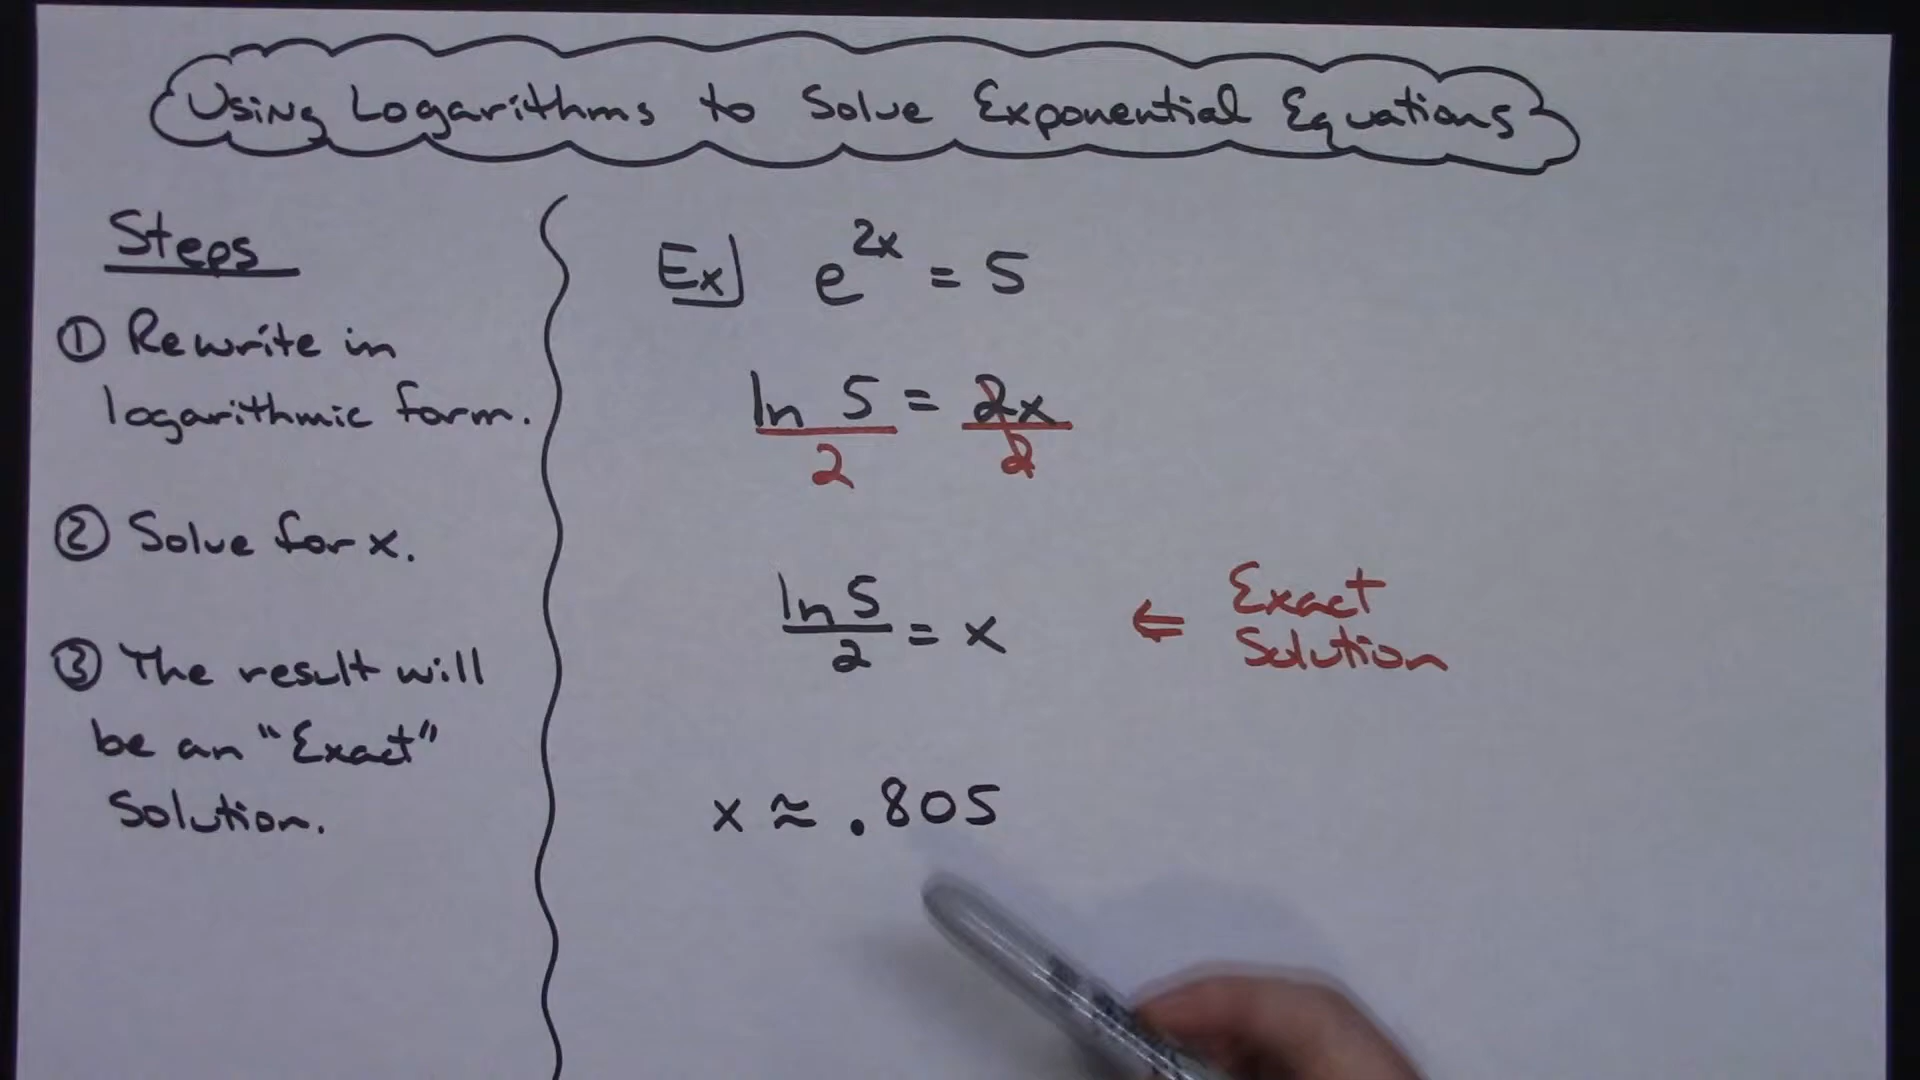 Using Logarithms to Solve Exponential Equations
Steps
① Rewrite in
logarithmic form.
② Solve for x.
③ The result will
be an "Exact"
Solution.
Ex] e^{2x} = 5
ln 5 / 2 = 2x / 2
ln 5 / 2 = x
⇐ Exact
Solution
x ≈ .805